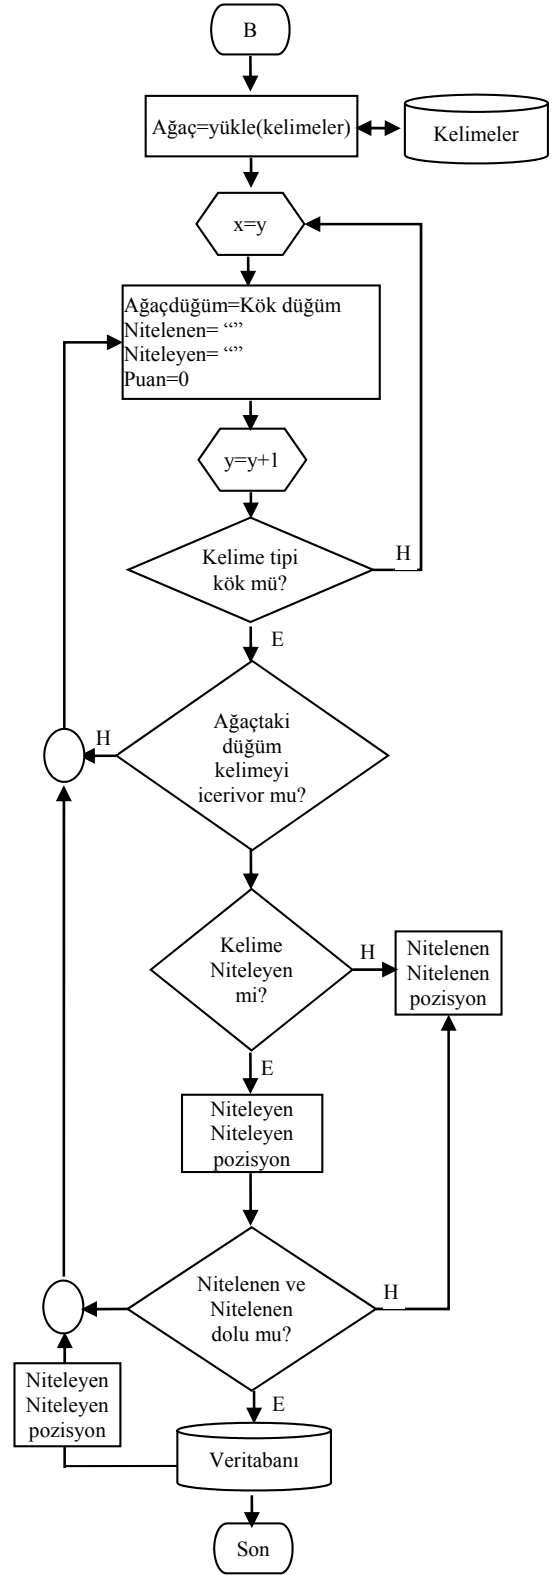 B
Ağaç=yükle(kelimeler)
Kelimeler
x=y
Ağaçdüğüm=Kök düğüm
Nitelenen= “”
Niteleyen= “”
Puan=0
y=y+1
Kelime tipi
kök mü?
H
E
Ağaçtaki
düğüm
kelimeyi
icerivor mu?
H
Kelime
Niteleyen
mi?
H
Nitelenen
Nitelenen
pozisyon
E
Niteleyen
Niteleyen
pozisyon
Nitelenen ve
Nitelenen
dolu mu?
H
E
Niteleyen
Niteleyen
pozisyon
Veritabanı
Son